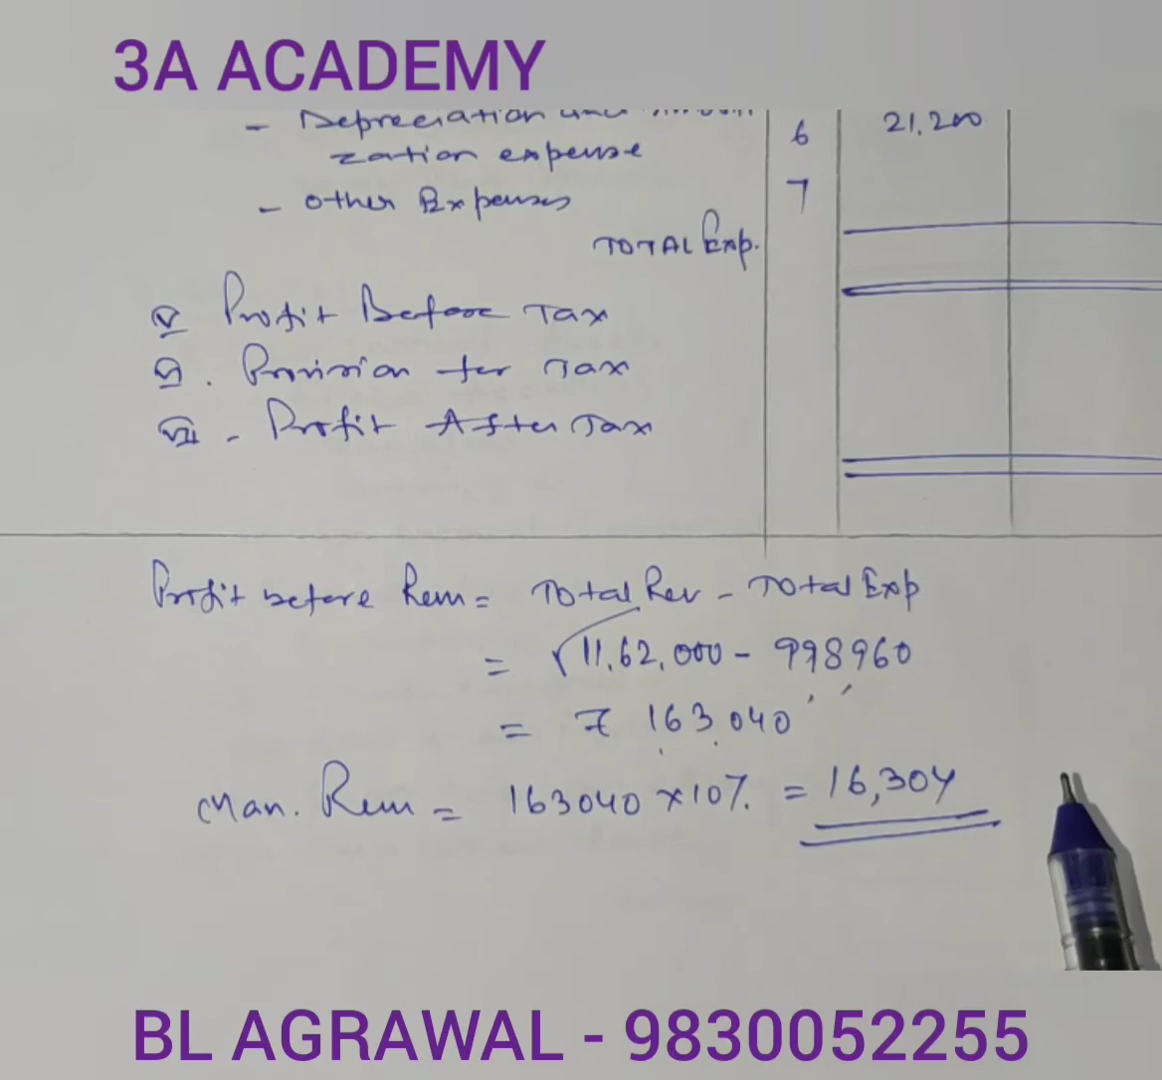 3A ACADEMY
- Depreciation 
zation expense 6 21,200
- Other Expenses 7
TOTAL Exp.
V Profit Before Tax
VI. Provision for Tax
VII - Profit After Tax
Profit before Rem = Total Rev - Total Exp
= ₹ 11,62,000 - 998960
= ₹ 163,040
Man. Rem = 163040 × 10% = 16,304
BL AGRAWAL - 9830052255